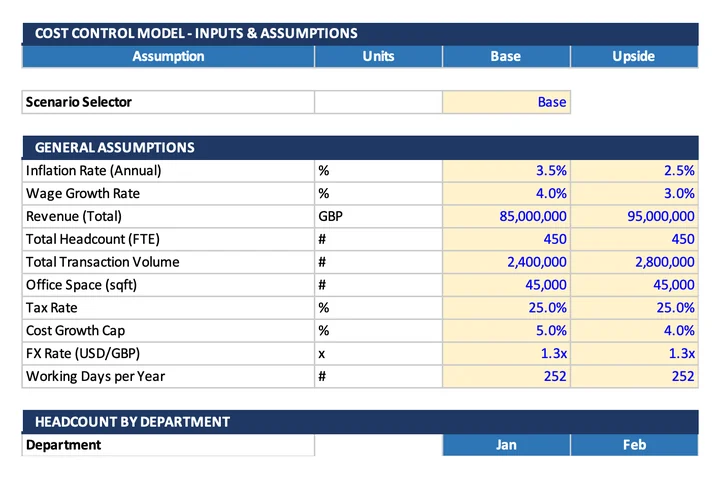 COST CONTROL MODEL - INPUTS & ASSUMPTIONS
Assumption Units Base Upside
Scenario Selector Base
GENERAL ASSUMPTIONS
Inflation Rate (Annual) % 3.5% 2.5%
Wage Growth Rate % 4.0% 3.0%
Revenue (Total) GBP 85,000,000 95,000,000
Total Headcount (FTE) # 450 450
Total Transaction Volume # 2,400,000 2,800,000
Office Space (sqft) # 45,000 45,000
Tax Rate % 25.0% 25.0%
Cost Growth Cap % 5.0% 4.0%
FX Rate (USD/GBP) x 1.3x 1.3x
Working Days per Year # 252 252
HEADCOUNT BY DEPARTMENT
Department Jan Feb